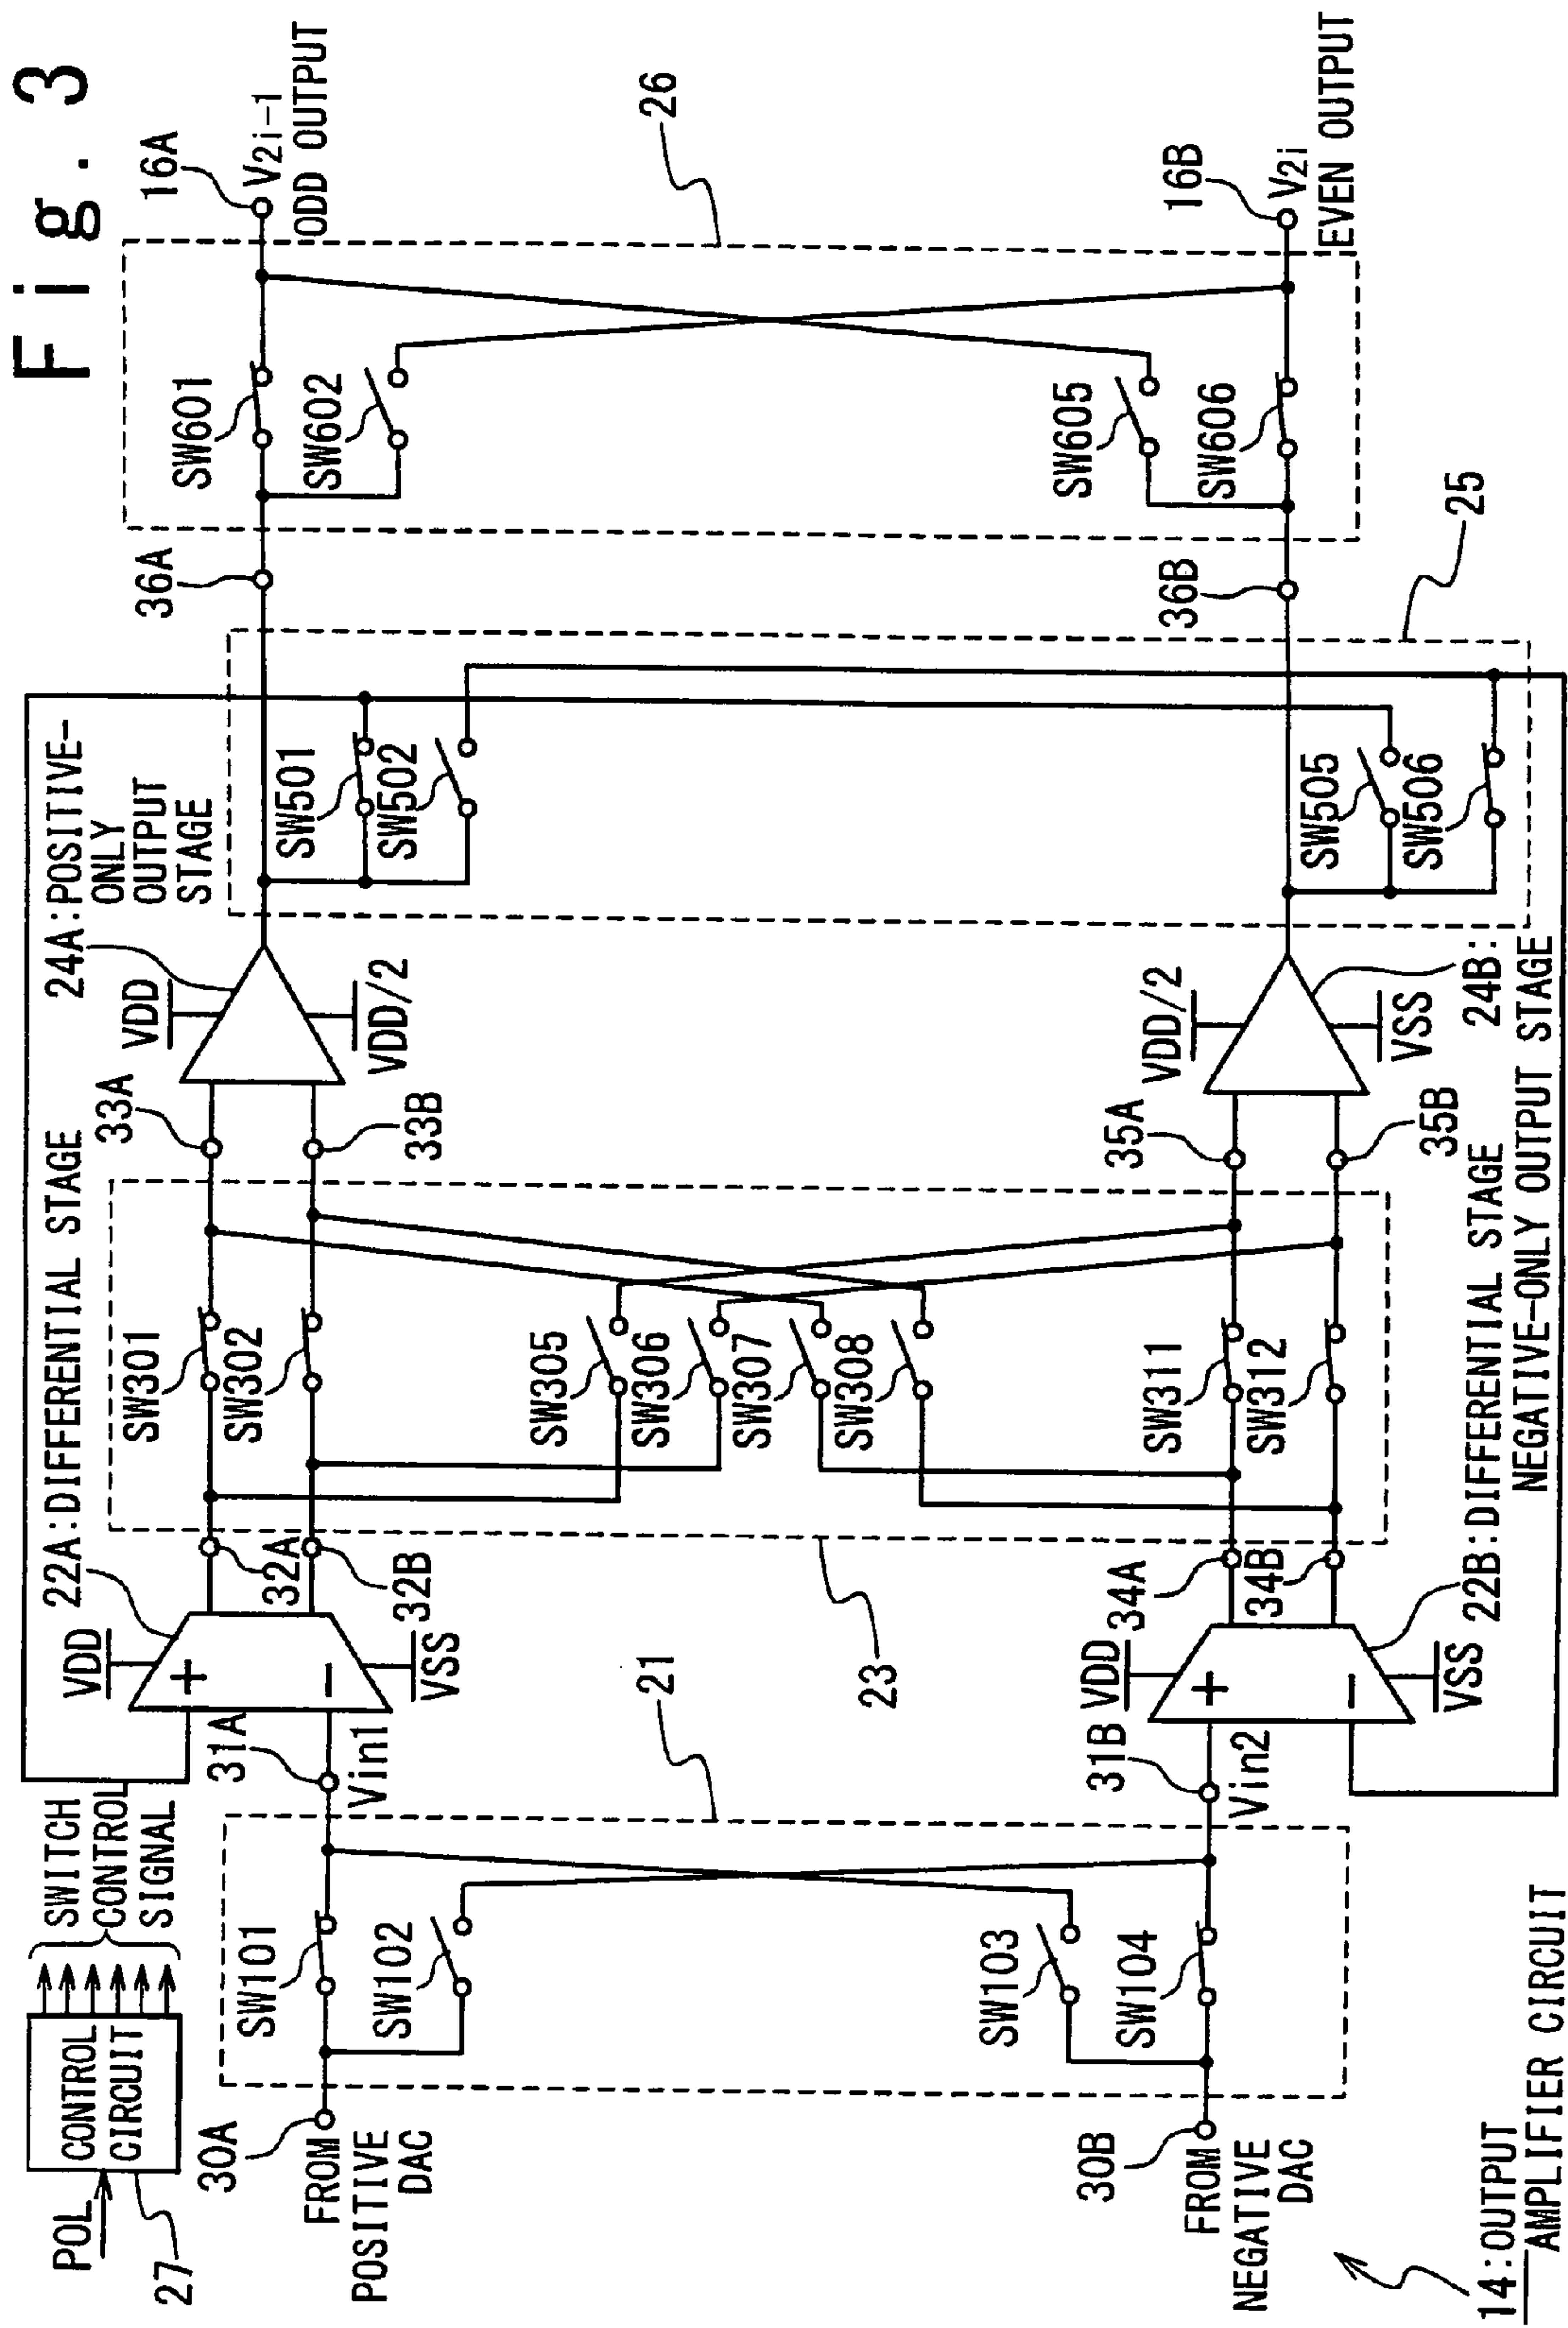 Fig. 3
POL
27
CONTROL
CIRCUIT
SWITCH
CONTROL
SIGNAL
30A
FROM
POSITIVE
DAC
SW101
SW102
SW103
SW104
30B
FROM
NEGATIVE
DAC
21
31A
Vin1
31B
Vin2
22A:DIFFERENTIAL STAGE
VDD
+
−
VSS
VDD
+
−
VSS
22B:DIFFERENTIAL STAGE
32A
32B
34A
34B
23
SW301
SW302
SW305
SW306
SW307
SW308
SW311
SW312
33A
33B
35A
35B
24A:POSITIVE-
ONLY
OUTPUT
STAGE
VDD
VDD/2
VDD/2
VSS
24B:
NEGATIVE-ONLY OUTPUT STAGE
SW501
SW502
SW505
SW506
25
36A
36B
SW601
SW602
SW605
SW606
26
16A
V2i-1
ODD OUTPUT
16B
V2i
EVEN OUTPUT
14:OUTPUT
AMPLIFIER CIRCUIT